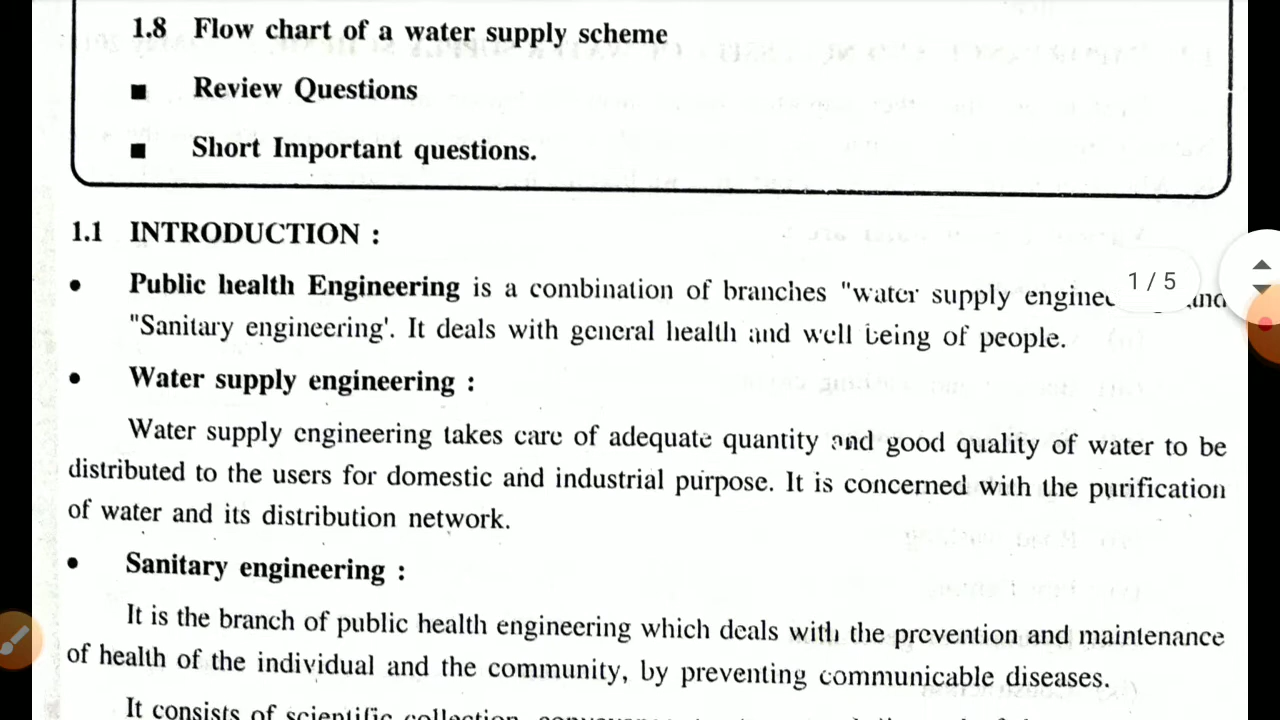 1.8 Flow chart of a water supply scheme
■ Review Questions
■ Short Important questions.
1.1 INTRODUCTION :
• Public health Engineering is a combination of branches "water supply
"Sanitary engineering'. It deals with general health and well being of people.
• Water supply engineering :
Water supply engineering takes care of adequate quantity and good quality of water to be
distributed to the users for domestic and industrial purpose. It is concerned with the purification
of water and its distribution network.
• Sanitary engineering :
It is the branch of public health engineering which deals with the prevention and maintenance
of health of the individual and the community, by preventing communicable diseases.
It consists of scientific collection,
1 / 5